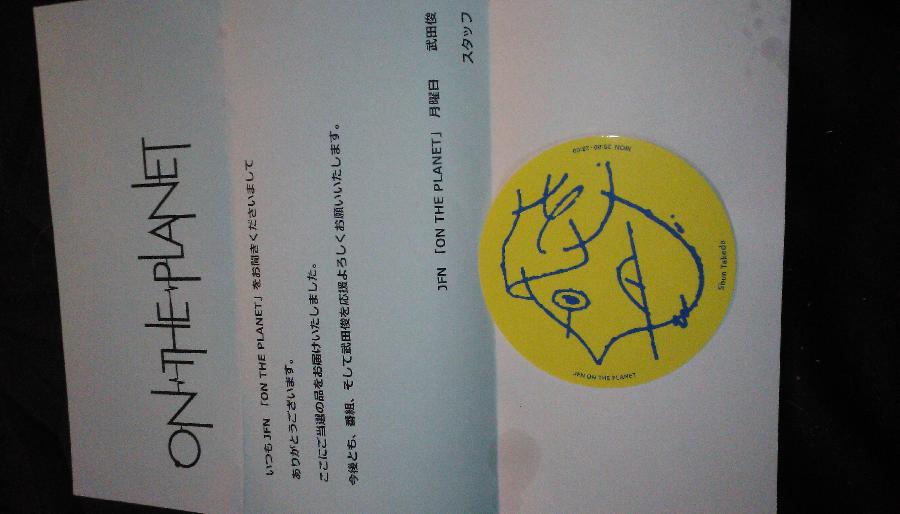 ON THE PLANET
いつもJFN「ON THE PLANET」をお聞きくださいまして
ありがとうございます。
ここにご当選の品をお届けいたしました。
今後とも、番組、そして武田俊を応援よろしくお願いいたします。
JFN「ON THE PLANET」 月曜日 武田俊
スタッフ
JFN ON THE PLANET
Shun Takeda
MON 25:00-28:00